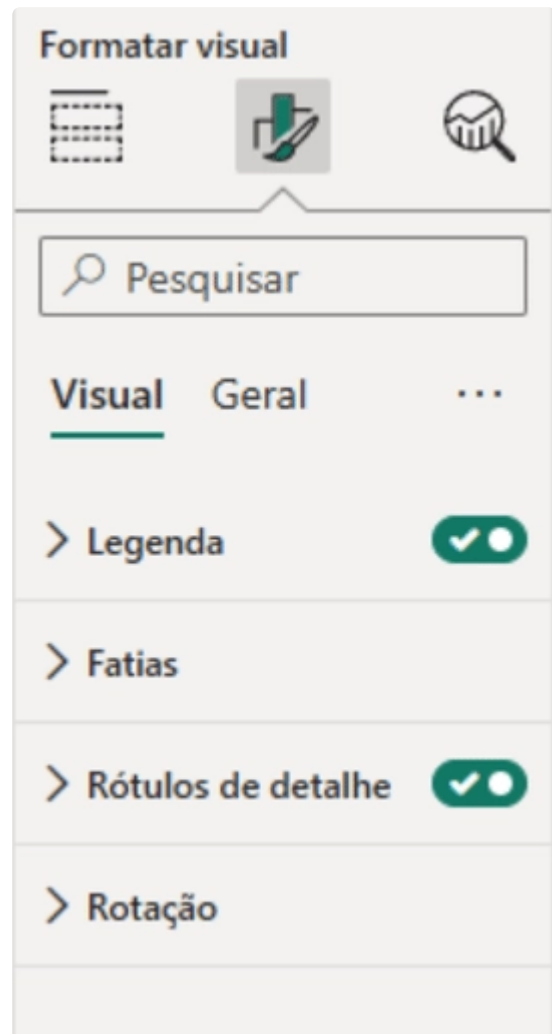 Formatar visual
Pesquisar
Visual Geral ...
Legenda
Fatias
Rótulos de detalhe
Rotação